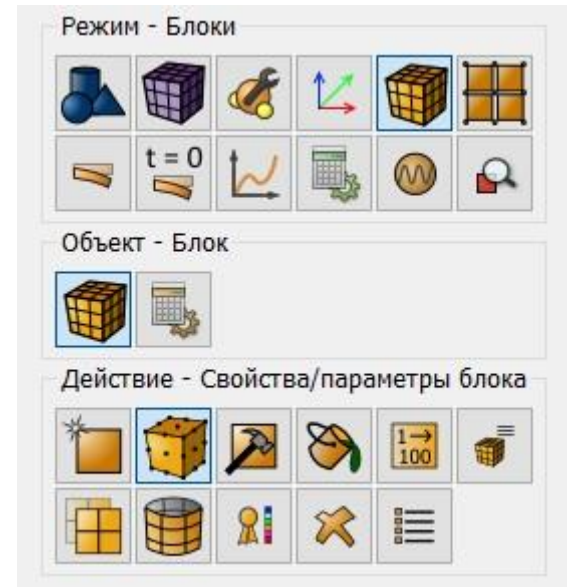 Режим - Блоки
t = 0
Объект - Блок
Действие - Свойства/параметры блока
1→
100